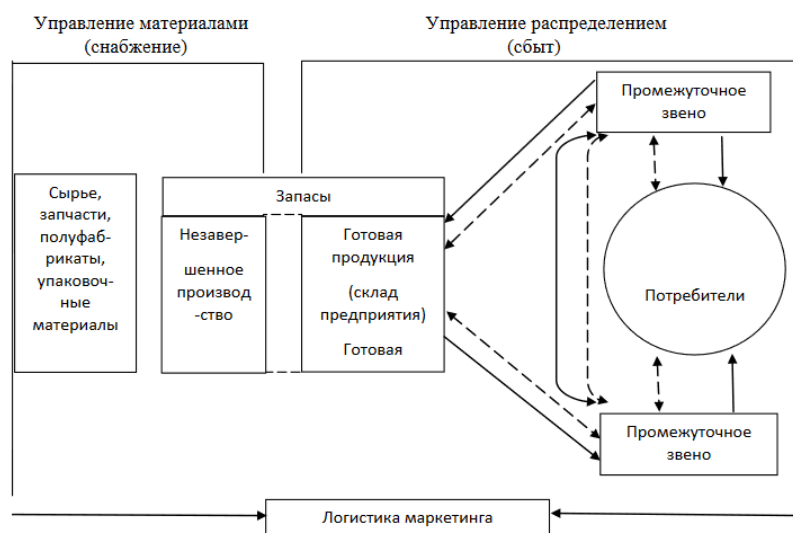 Управление материалами
(снабжение)
Управление распределением
(сбыт)
Промежуточное
звено
Сырье,
запчасти,
полуфаб-
рикаты,
упаковоч-
ные
материалы
Запасы
Незавер-
шенное
производ
-ство
Готовая
продукция
(склад
предприятия)
Готовая
Потребители
Промежуточное
звено
Логистика маркетинга